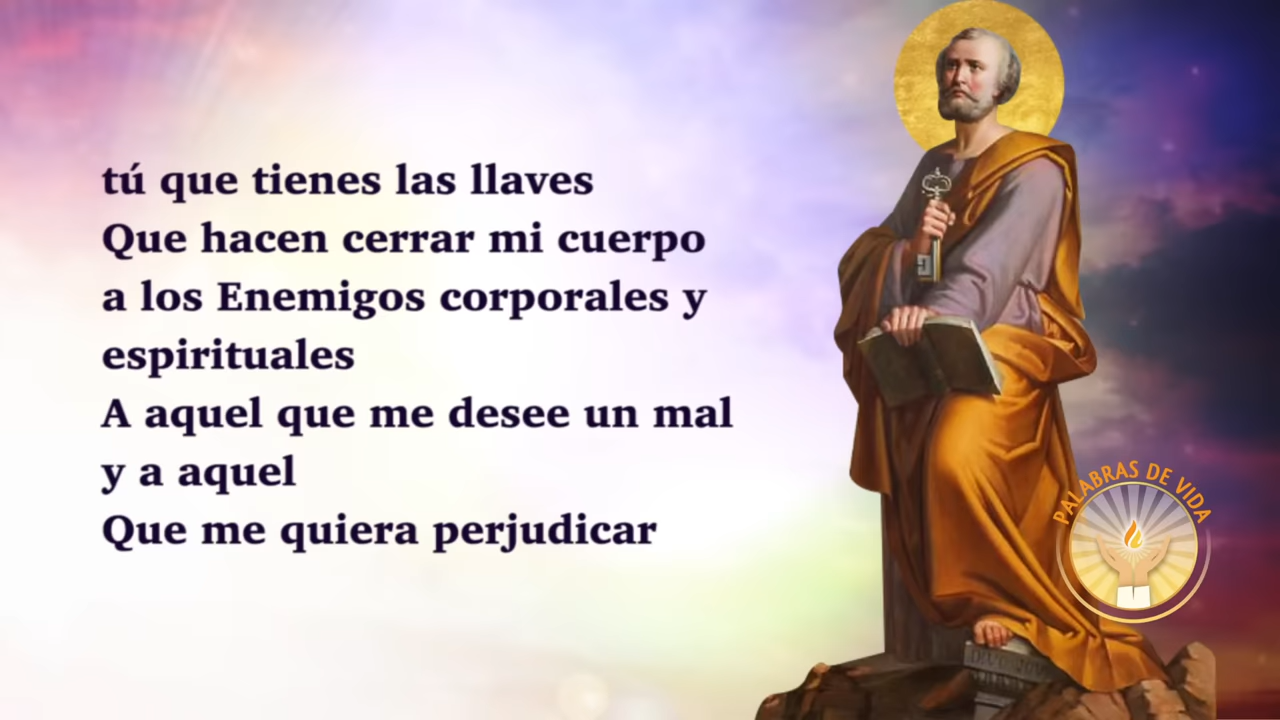 tú que tienes las llaves
Que hacen cerrar mi cuerpo
a los Enemigos corporales y
espirituales
A aquel que me desee un mal
y a aquel
Que me quiera perjudicar
PALABRAS DE VIDA